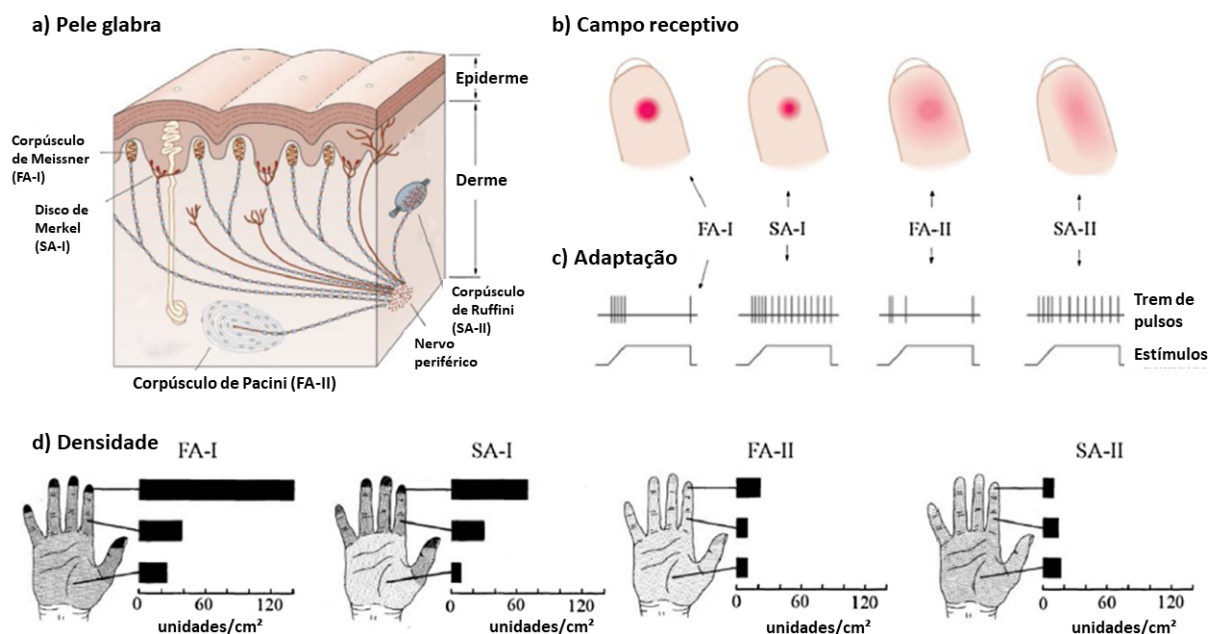 a) Pele glabra
Epiderme
Derme
Corpúsculo
de Meissner
(FA-I)
Disco de
Merkel
(SA-I)
Corpúsculo
de Ruffini
(SA-II)
Nervo
periférico
Corpúsculo de Pacini (FA-II)
b) Campo receptivo
FA-I SA-I FA-II SA-II
c) Adaptação
Trem de
pulsos
Estímulos
d) Densidade
FA-I SA-I FA-II SA-II
0 60 120
unidades/cm²
0 60 120
unidades/cm²
0 60 120
unidades/cm²
0 60 120
unidades/cm²